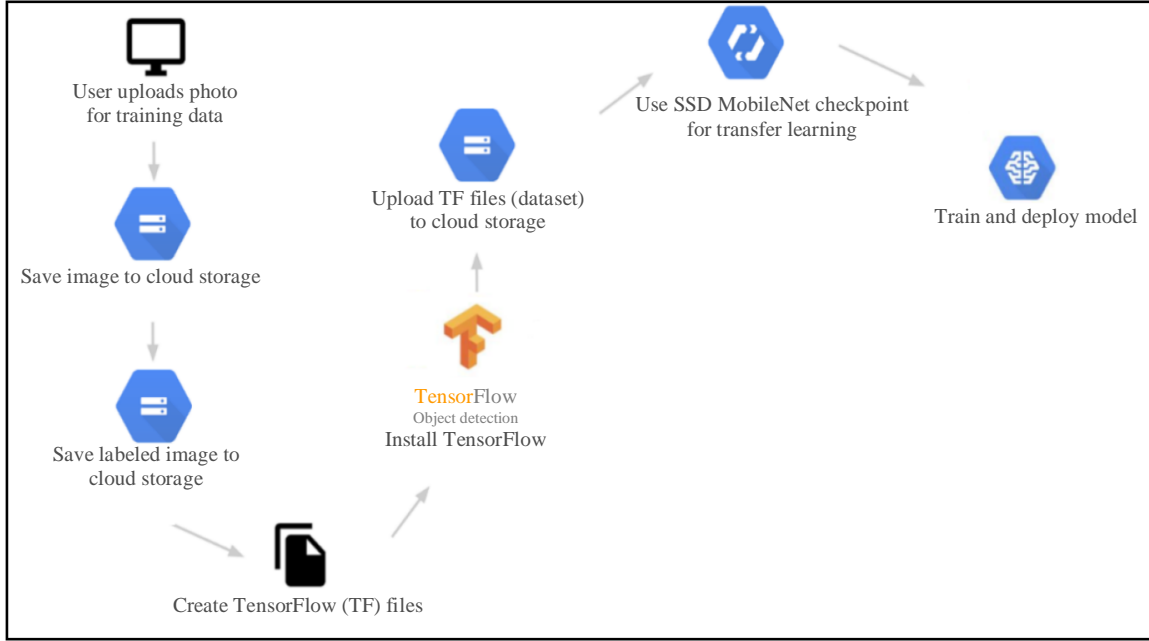 User uploads photo
for training data
Save image to cloud storage
Save labeled image to
cloud storage
Create TensorFlow (TF) files
TensorFlow
Object detection
Install TensorFlow
Upload TF files (dataset)
to cloud storage
Use SSD MobileNet checkpoint
for transfer learning
Train and deploy model